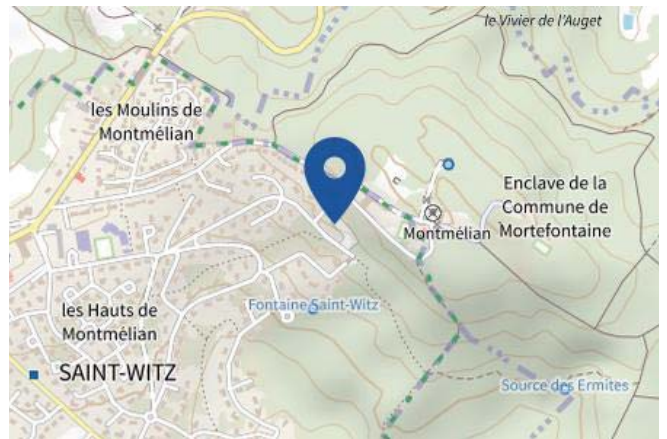 le Vivier de l'Auget
les Moulins de
Montmélian
Enclave de la
Commune de
Mortefontaine
Montmélian
Fontaine Saint-Witz
les Hauts de
Montmélian
SAINT-WITZ
Source des Ermites